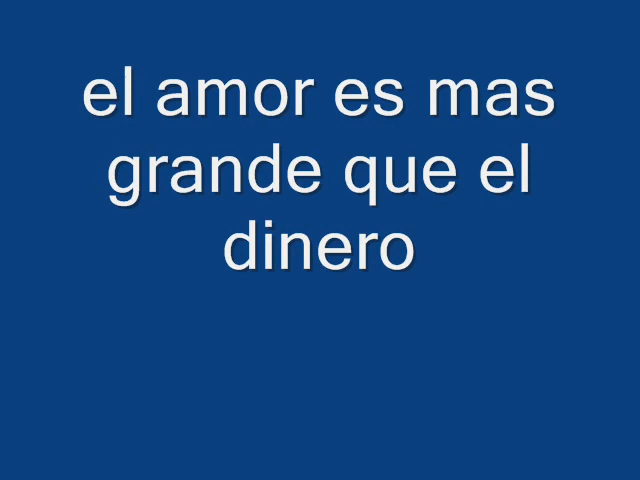 el amor es mas
grande que el
dinero